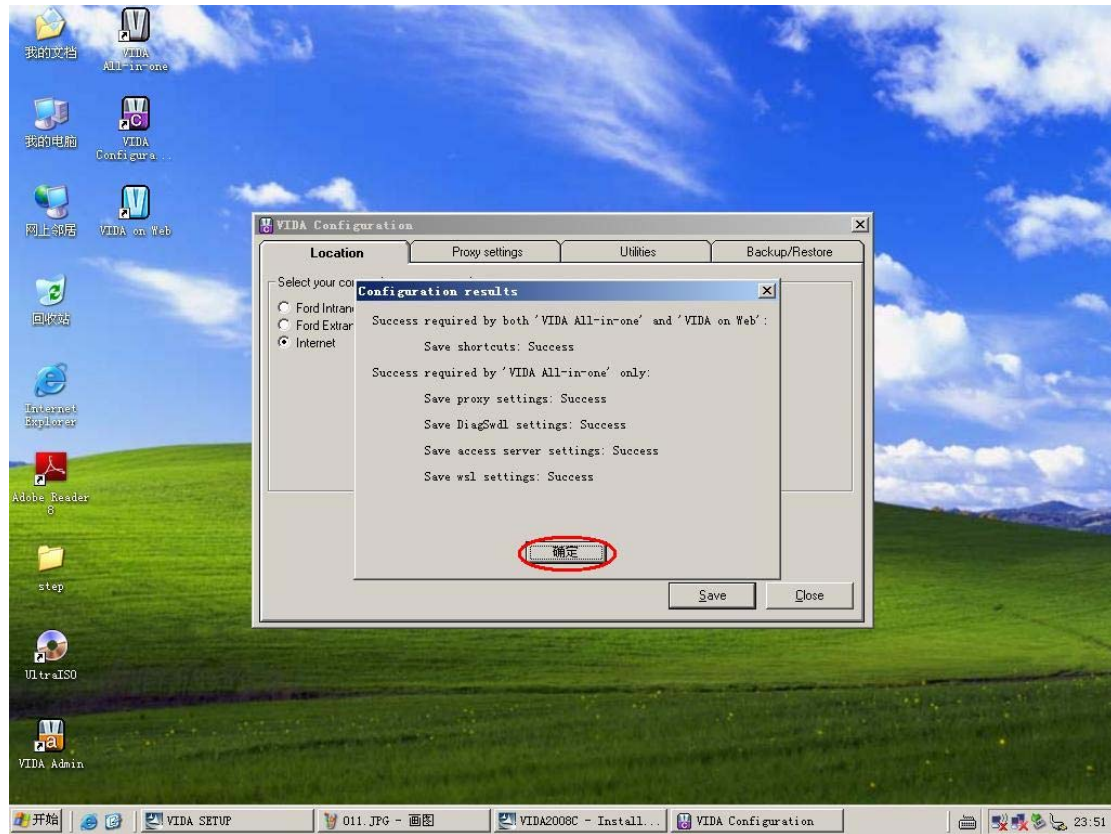 我的文档
VIDA
All-in-one
我的电脑
VIDA
Configura...
网上邻居
VIDA on Web
回收站
Internet
Explorer
Adobe Reader
8
step
UltraISO
VIDA Admin
VIDA Configuration
Location
Proxy settings
Utilities
Backup/Restore
Select your co
Ford Intran
Ford Extran
Internet
Configuration results
Success required by both 'VIDA All-in-one' and 'VIDA on Web':
Save shortcuts: Success
Success required by 'VIDA All-in-one' only:
Save proxy settings: Success
Save DiagSwdl settings: Success
Save access server settings: Success
Save wsl settings: Success
确定
Save
Close
开始
VIDA SETUP
011.JPG - 画图
VIDA2008C - Install...
VIDA Configuration
23:51